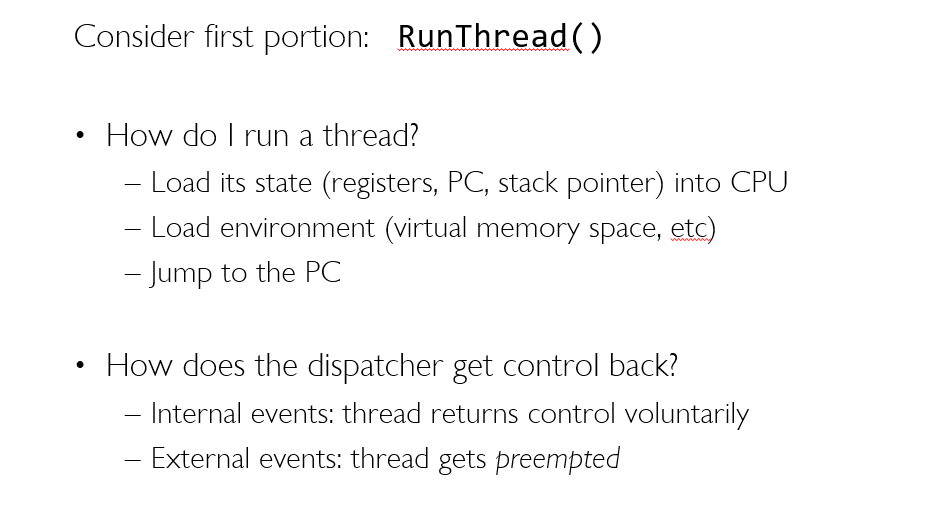 Consider first portion: RunThread()
• How do I run a thread?
– Load its state (registers, PC, stack pointer) into CPU
– Load environment (virtual memory space, etc)
– Jump to the PC
• How does the dispatcher get control back?
– Internal events: thread returns control voluntarily
– External events: thread gets preempted